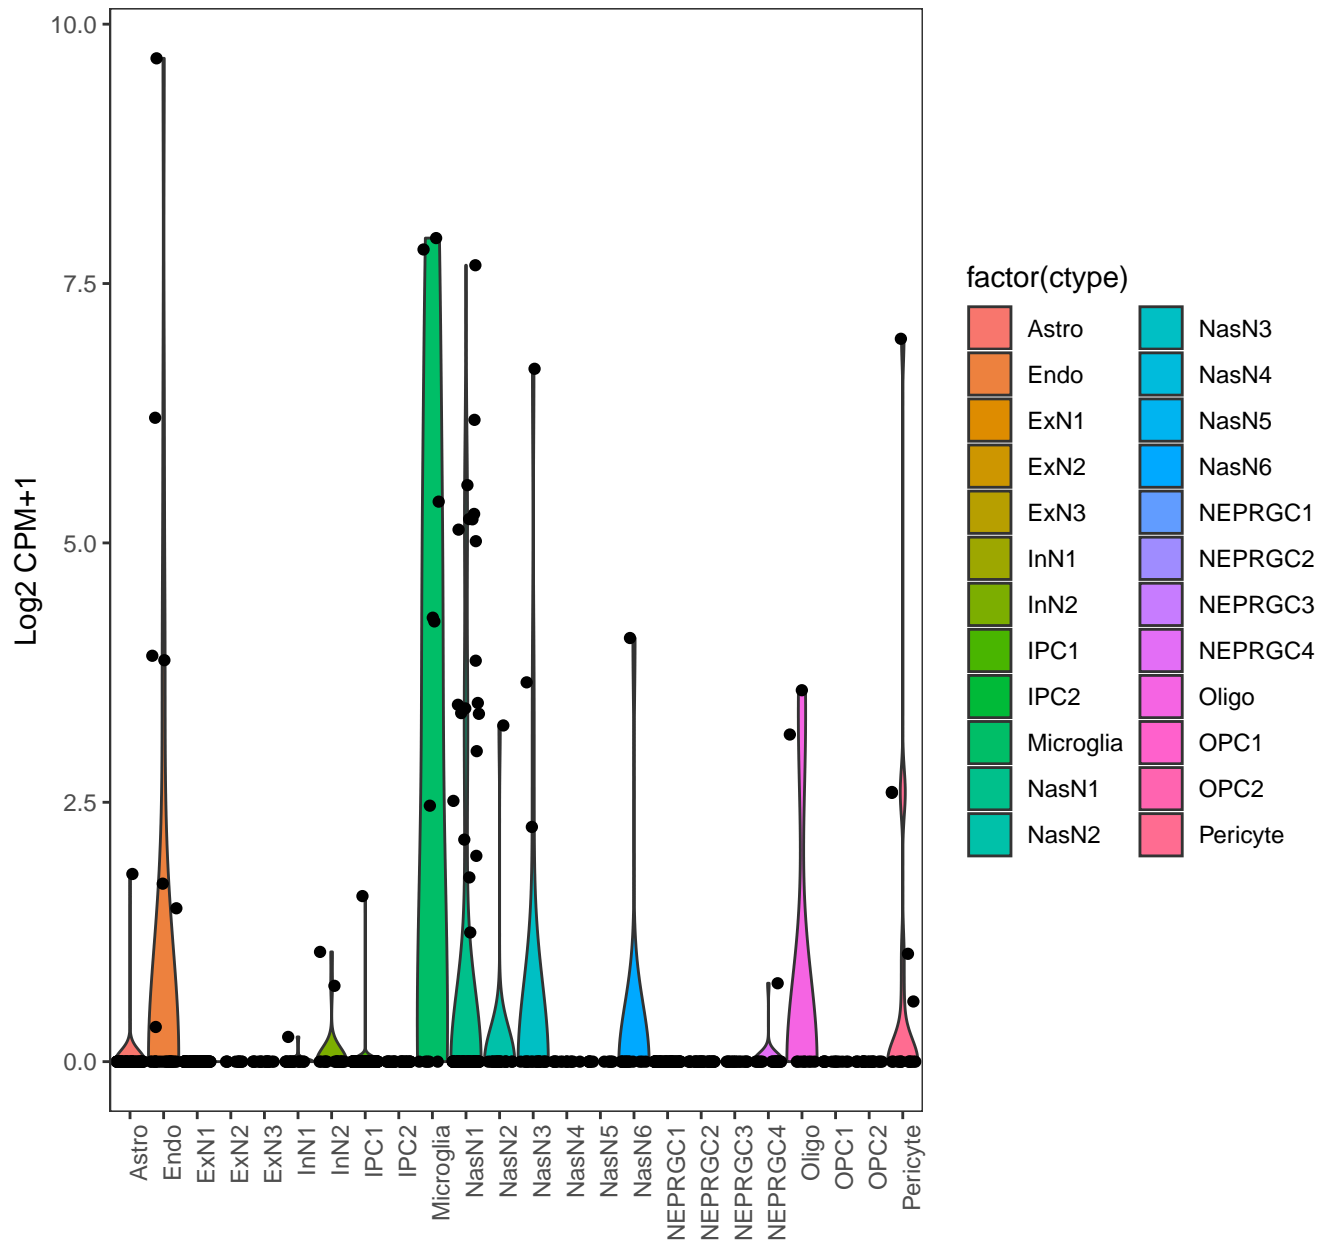 10.0
7.5
5.0
2.5
0.0
Log2 CPM+1
Astro
Endo
ExN1
ExN2
ExN3
InN1
InN2
IPC1
IPC2
Microglia
NasN1
NasN2
NasN3
NasN4
NasN5
NasN6
NEPRGC1
NEPRGC2
NEPRGC3
NEPRGC4
Oligo
OPC1
OPC2
Pericyte
factor(ctype)
Astro
Endo
ExN1
ExN2
ExN3
InN1
InN2
IPC1
IPC2
Microglia
NasN1
NasN2
NasN3
NasN4
NasN5
NasN6
NEPRGC1
NEPRGC2
NEPRGC3
NEPRGC4
Oligo
OPC1
OPC2
Pericyte